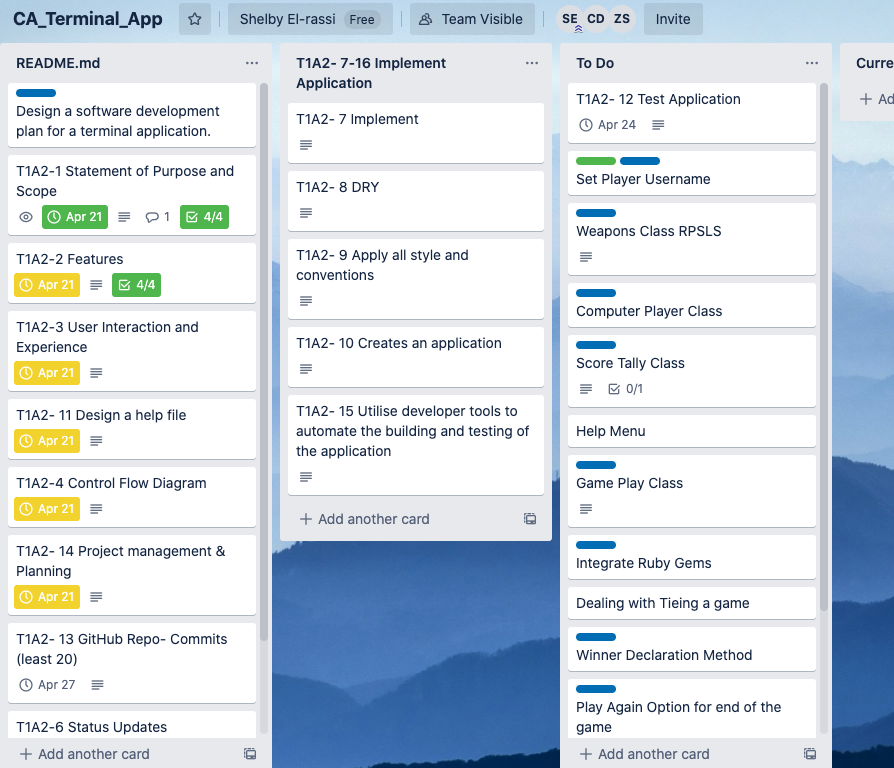 CA_Terminal_App
Shelby El-rassi Free
Team Visible
SE CD ZS
Invite
README.md
Design a software development
plan for a terminal application.
T1A2-1 Statement of Purpose and
Scope
Apr 21 1 4/4
T1A2-2 Features
Apr 21 4/4
T1A2-3 User Interaction and
Experience
Apr 21
T1A2- 11 Design a help file
Apr 21
T1A2-4 Control Flow Diagram
Apr 21
T1A2- 14 Project management &
Planning
Apr 21
T1A2- 13 GitHub Repo- Commits
(least 20)
Apr 27
T1A2-6 Status Updates
+ Add another card
T1A2- 7-16 Implement
Application
T1A2- 7 Implement
T1A2- 8 DRY
T1A2- 9 Apply all style and
conventions
T1A2- 10 Creates an application
T1A2- 15 Utilise developer tools to
automate the building and testing of
the application
+ Add another card
To Do
T1A2- 12 Test Application
Apr 24
Set Player Username
Weapons Class RPSLS
Computer Player Class
Score Tally Class
0/1
Help Menu
Game Play Class
Integrate Ruby Gems
Dealing with Tieing a game
Winner Declaration Method
Play Again Option for end of the
game
+ Add another card
Curre
+ Ad